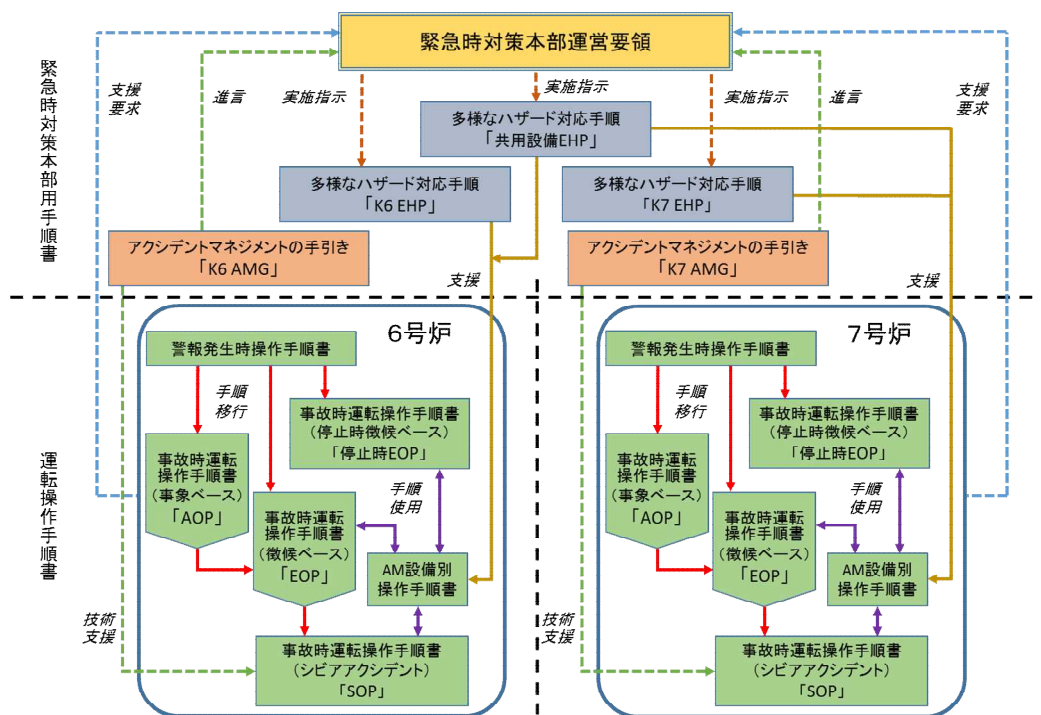 緊急時対策本部運営要領
支援
要求
進言
実施指示
実施指示
実施指示
進言
支援
要求
緊急時対策本部用手順書
多様なハザード対応手順
「共用設備EHP」
多様なハザード対応手順
「K6 EHP」
多様なハザード対応手順
「K7 EHP」
アクシデントマネジメントの手引き
「K6 AMG」
アクシデントマネジメントの手引き
「K7 AMG」
支援
支援
運転操作手順書
6号炉
警報発生時操作手順書
手順
移行
事故時運転操作手順書
(停止時徴候ベース)
「停止時EOP」
事故時運転
操作手順書
(事象ベース)
「AOP」
手順
使用
事故時運転
操作手順書
(徴候ベース)
「EOP」
AM設備別
操作手順書
技術
支援
事故時運転操作手順書
(シビアアクシデント)
「SOP」
7号炉
警報発生時操作手順書
手順
移行
事故時運転操作手順書
(停止時徴候ベース)
「停止時EOP」
事故時運転
操作手順書
(事象ベース)
「AOP」
手順
使用
事故時運転
操作手順書
(徴候ベース)
「EOP」
AM設備別
操作手順書
技術
支援
事故時運転操作手順書
(シビアアクシデント)
「SOP」